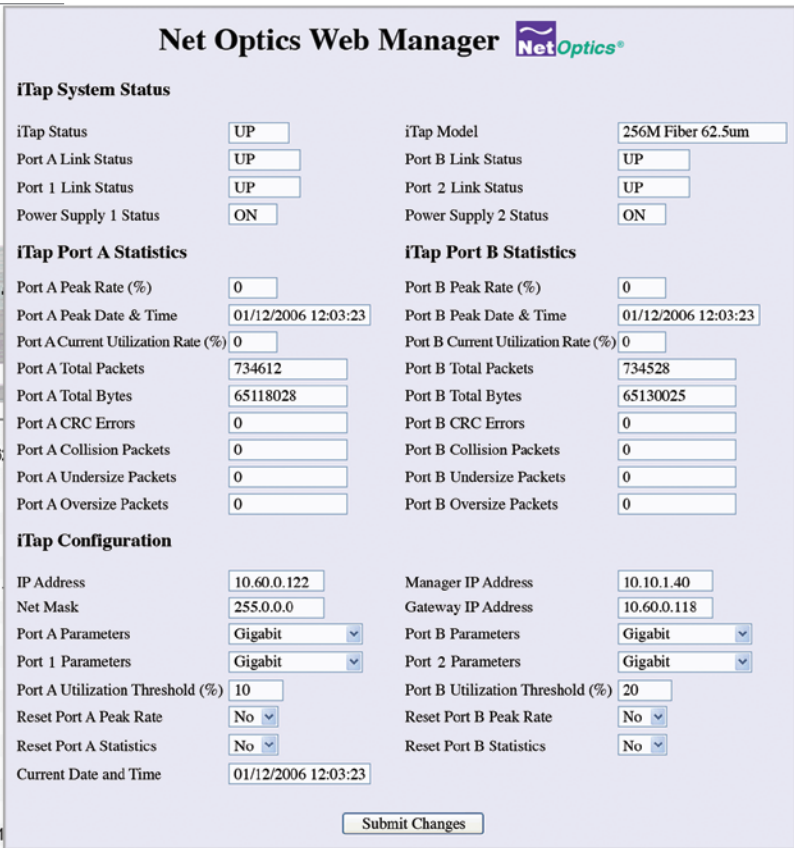 Net Optics Web Manager Net Optics®
iTap System Status
iTap Status UP iTap Model 256M Fiber 62.5um
Port A Link Status UP Port B Link Status UP
Port 1 Link Status UP Port 2 Link Status UP
Power Supply 1 Status ON Power Supply 2 Status ON
iTap Port A Statistics iTap Port B Statistics
Port A Peak Rate (%) 0 Port B Peak Rate (%) 0
Port A Peak Date & Time 01/12/2006 12:03:23 Port B Peak Date & Time 01/12/2006 12:03:23
Port A Current Utilization Rate (%) 0 Port B Current Utilization Rate (%) 0
Port A Total Packets 734612 Port B Total Packets 734528
Port A Total Bytes 65118028 Port B Total Bytes 65130025
Port A CRC Errors 0 Port B CRC Errors 0
Port A Collision Packets 0 Port B Collision Packets 0
Port A Undersize Packets 0 Port B Undersize Packets 0
Port A Oversize Packets 0 Port B Oversize Packets 0
iTap Configuration
IP Address 10.60.0.122 Manager IP Address 10.10.1.40
Net Mask 255.0.0.0 Gateway IP Address 10.60.0.118
Port A Parameters Gigabit Port B Parameters Gigabit
Port 1 Parameters Gigabit Port 2 Parameters Gigabit
Port A Utilization Threshold (%) 10 Port B Utilization Threshold (%) 20
Reset Port A Peak Rate No Reset Port B Peak Rate No
Reset Port A Statistics No Reset Port B Statistics No
Current Date and Time 01/12/2006 12:03:23
Submit Changes